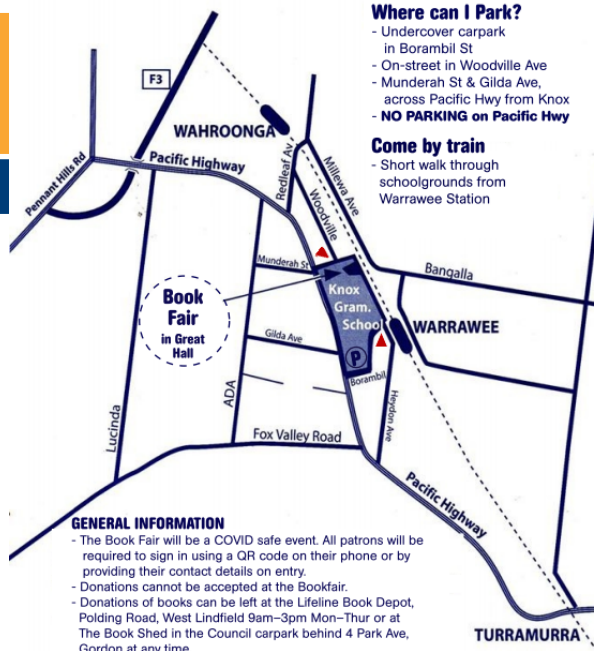 Where can I Park?
- Undercover carpark
in Borambil St
- On-street in Woodville Ave
- Munderah St & Gilda Ave,
across Pacific Hwy from Knox
- NO PARKING on Pacific Hwy
Come by train
- Short walk through
schoolgrounds from
Warrawee Station
F3
WAHROONGA
Pennant Hills Rd
Pacific Highway
Redleaf Av
Millewa Ave
Woodville
Munderah St
Bangalla
Knox
Gram.
School
Book
Fair
in Great
Hall
WARRAWEE
Gilda Ave
P
Borambil
Lucinda
ADA
Heydon Ave
Fox Valley Road
Pacific Highway
GENERAL INFORMATION
- The Book Fair will be a COVID safe event. All patrons will be
required to sign in using a QR code on their phone or by
providing their contact details on entry.
- Donations cannot be accepted at the Bookfair.
- Donations of books can be left at the Lifeline Book Depot,
Polding Road, West Lindfield 9am–3pm Mon–Thur or at
The Book Shed in the Council carpark behind 4 Park Ave,
Gordon at any time
TURRAMURRA